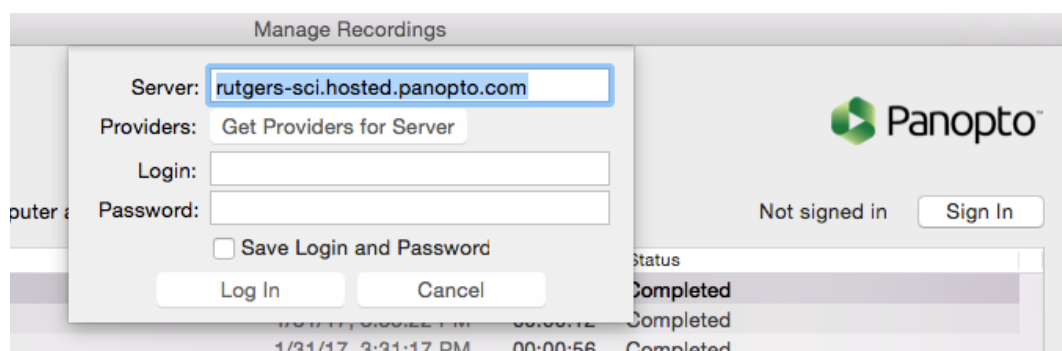 Manage Recordings
Server: rutgers-sci.hosted.panopto.com
Providers: Get Providers for Server
Panopto™
Login:
Password:
Not signed in Sign In
Save Login and Password
Status
Log In Cancel
Completed
Completed
1/31/17, 3:31:17 PM 00:00:56 Completed